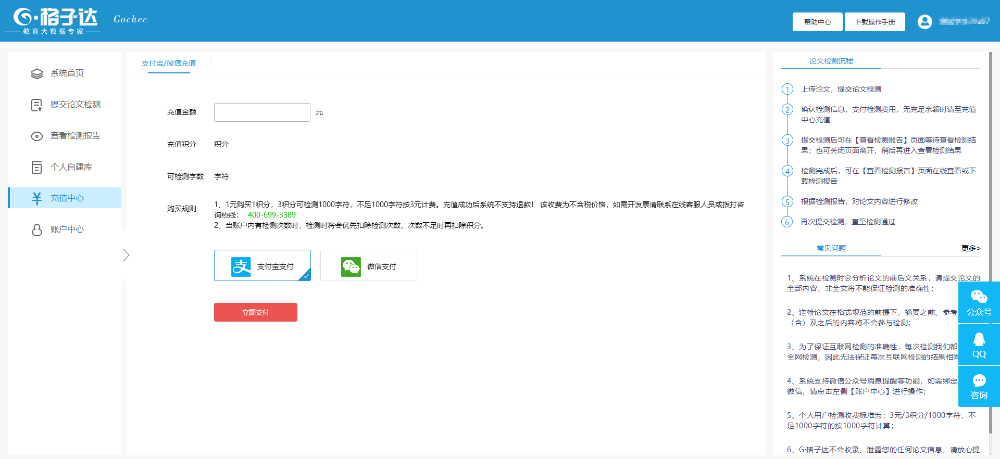 G·格子达
教育大数据专家
Gochec
帮助中心
下载操作手册
系统首页
提交论文检测
查看检测报告
个人自建库
充值中心
账户中心
支付宝/微信充值
充值金额
元
充值积分
积分
可检测字数
字符
购买规则
1、1元购买1积分，3积分可检测1000字符，不足1000字符按3元计费。充值成功后系统不支持退款！ 该收费为不含税价格，如需开发票请联系在线客服人员或拨打咨
询热线： 400-699-3389
2、当账户内有检测次数时，检测时将会优先扣除检测次数，次数不足时再扣除积分。
支 支付宝支付
微信支付
立即支付
论文检测流程
1 上传论文，提交论文检测
2 确认检测信息，支付检测费用，无充足余额时请至充值
中心充值
3 提交检测后可在【查看检测报告】页面等待查看检测结
果；也可关闭页面离开，稍后再进入查看检测结果
4 检测完成后，可在【查看检测报告】页面在线查看或下
载检测报告
5 根据检测报告，对论文内容进行修改
6 再次提交检测，直至检测通过
常见问题
更多>
1、系统在检测时会分析论文的前后文关系，请提交论文的
全部内容，非全文将不能保证检测的准确性；
2、送检论文在格式规范的前提下，摘要之前、参考
（含）及之后的内容将不会参与检测；
3、为了保证互联网检测的准确性，每次检测我们都
全网检测，因此无法保证每次互联网检测的结果相同
4、系统支持微信公众号消息提醒等功能，如需绑定
微信，请点击左侧【账户中心】进行操作；
5、个人用户检测收费标准为：3元/3积分/1000字符，不
足1000字符的按1000字符计算；
6、G·格子达不会收录、泄露您的任何论文信息，请放心提
公众号
QQ
咨询